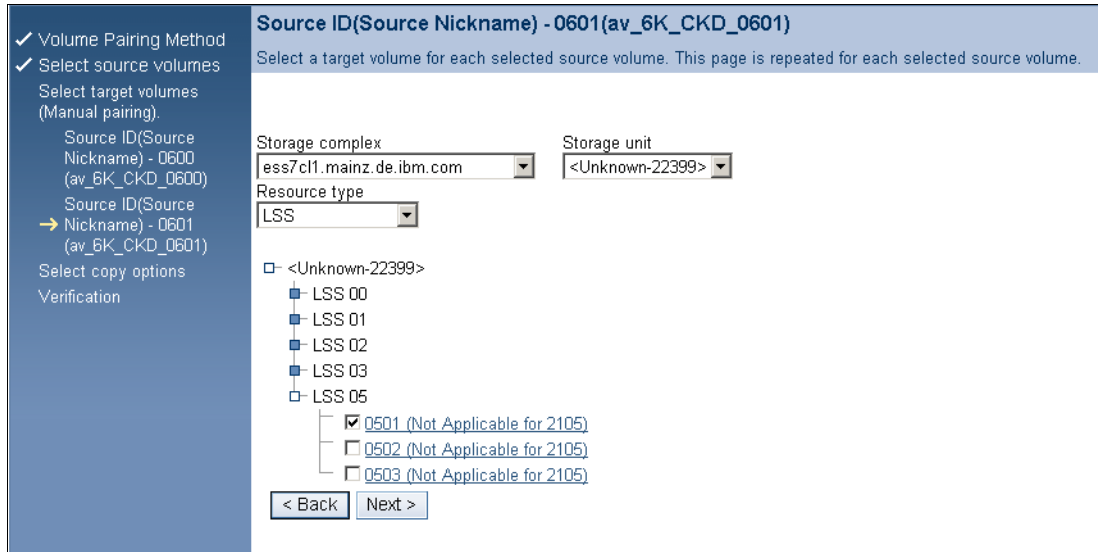 Volume Pairing Method
Select source volumes
Select target volumes
(Manual pairing).
Source ID(Source
Nickname) - 0600
(av_6K_CKD_0600)
Source ID(Source
Nickname) - 0601
(av_6K_CKD_0601)
Select copy options
Verification
Source ID(Source Nickname) - 0601(av_6K_CKD_0601)
Select a target volume for each selected source volume. This page is repeated for each selected source volume.
Storage complex
Storage unit
ess7cl1.mainz.de.ibm.com
<Unknown-22399>
Resource type
LSS
<Unknown-22399>
LSS 00
LSS 01
LSS 02
LSS 03
LSS 05
0501 (Not Applicable for 2105)
0502 (Not Applicable for 2105)
0503 (Not Applicable for 2105)
< Back
Next >